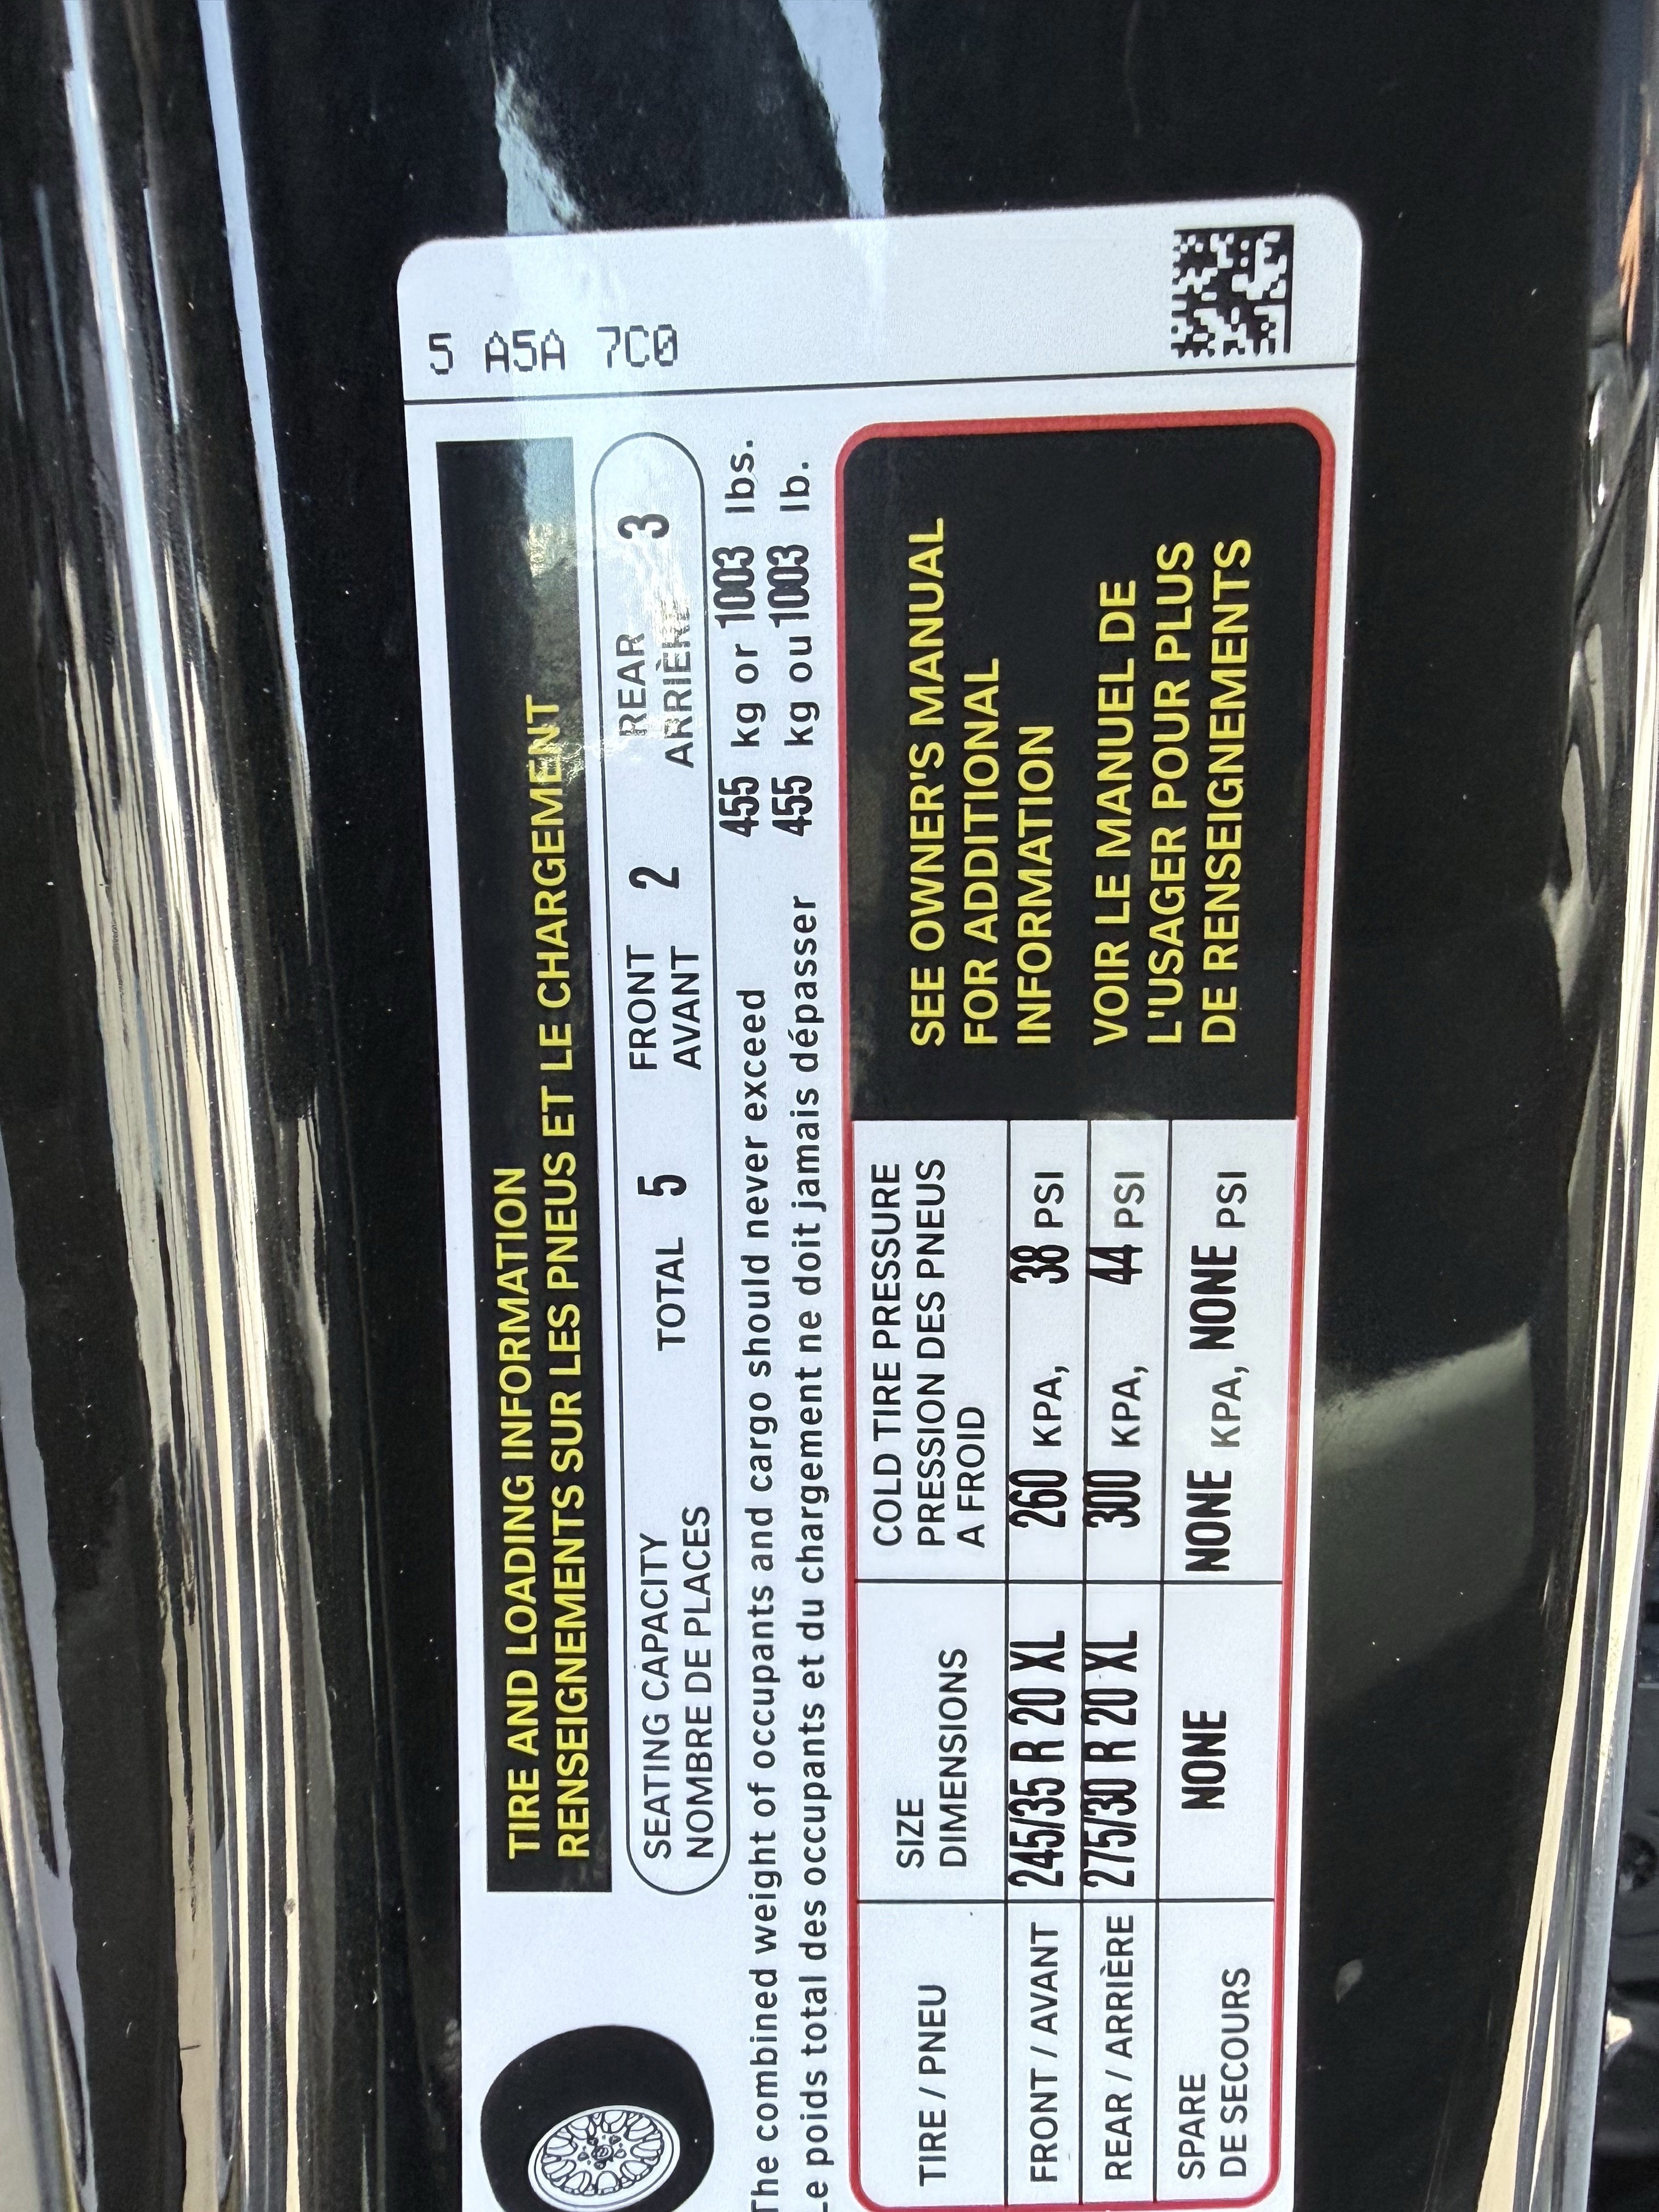 TIRE AND LOADING INFORMATION
RENSEIGNEMENTS SUR LES PNEUS ET LE CHARGEMENT
5 A5A 7C0
SEATING CAPACITY TOTAL 5 FRONT 2 REAR 3
NOMBRE DE PLACES AVANT ARRIÈRE
The combined weight of occupants and cargo should never exceed 455 kg or 1003 lbs.
Le poids total des occupants et du chargement ne doit jamais dépasser 455 kg ou 1003 lb.
TIRE / PNEU
SIZE
DIMENSIONS
COLD TIRE PRESSURE
PRESSION DES PNEUS
A FROID
FRONT / AVANT 245/35 R 20 XL 260 KPA, 38 PSI
REAR / ARRIÈRE 275/30 R 20 XL 300 KPA, 44 PSI
SPARE
DE SECOURS
NONE NONE KPA, NONE PSI
SEE OWNER'S MANUAL
FOR ADDITIONAL
INFORMATION
VOIR LE MANUEL DE
L'USAGER POUR PLUS
DE RENSEIGNEMENTS